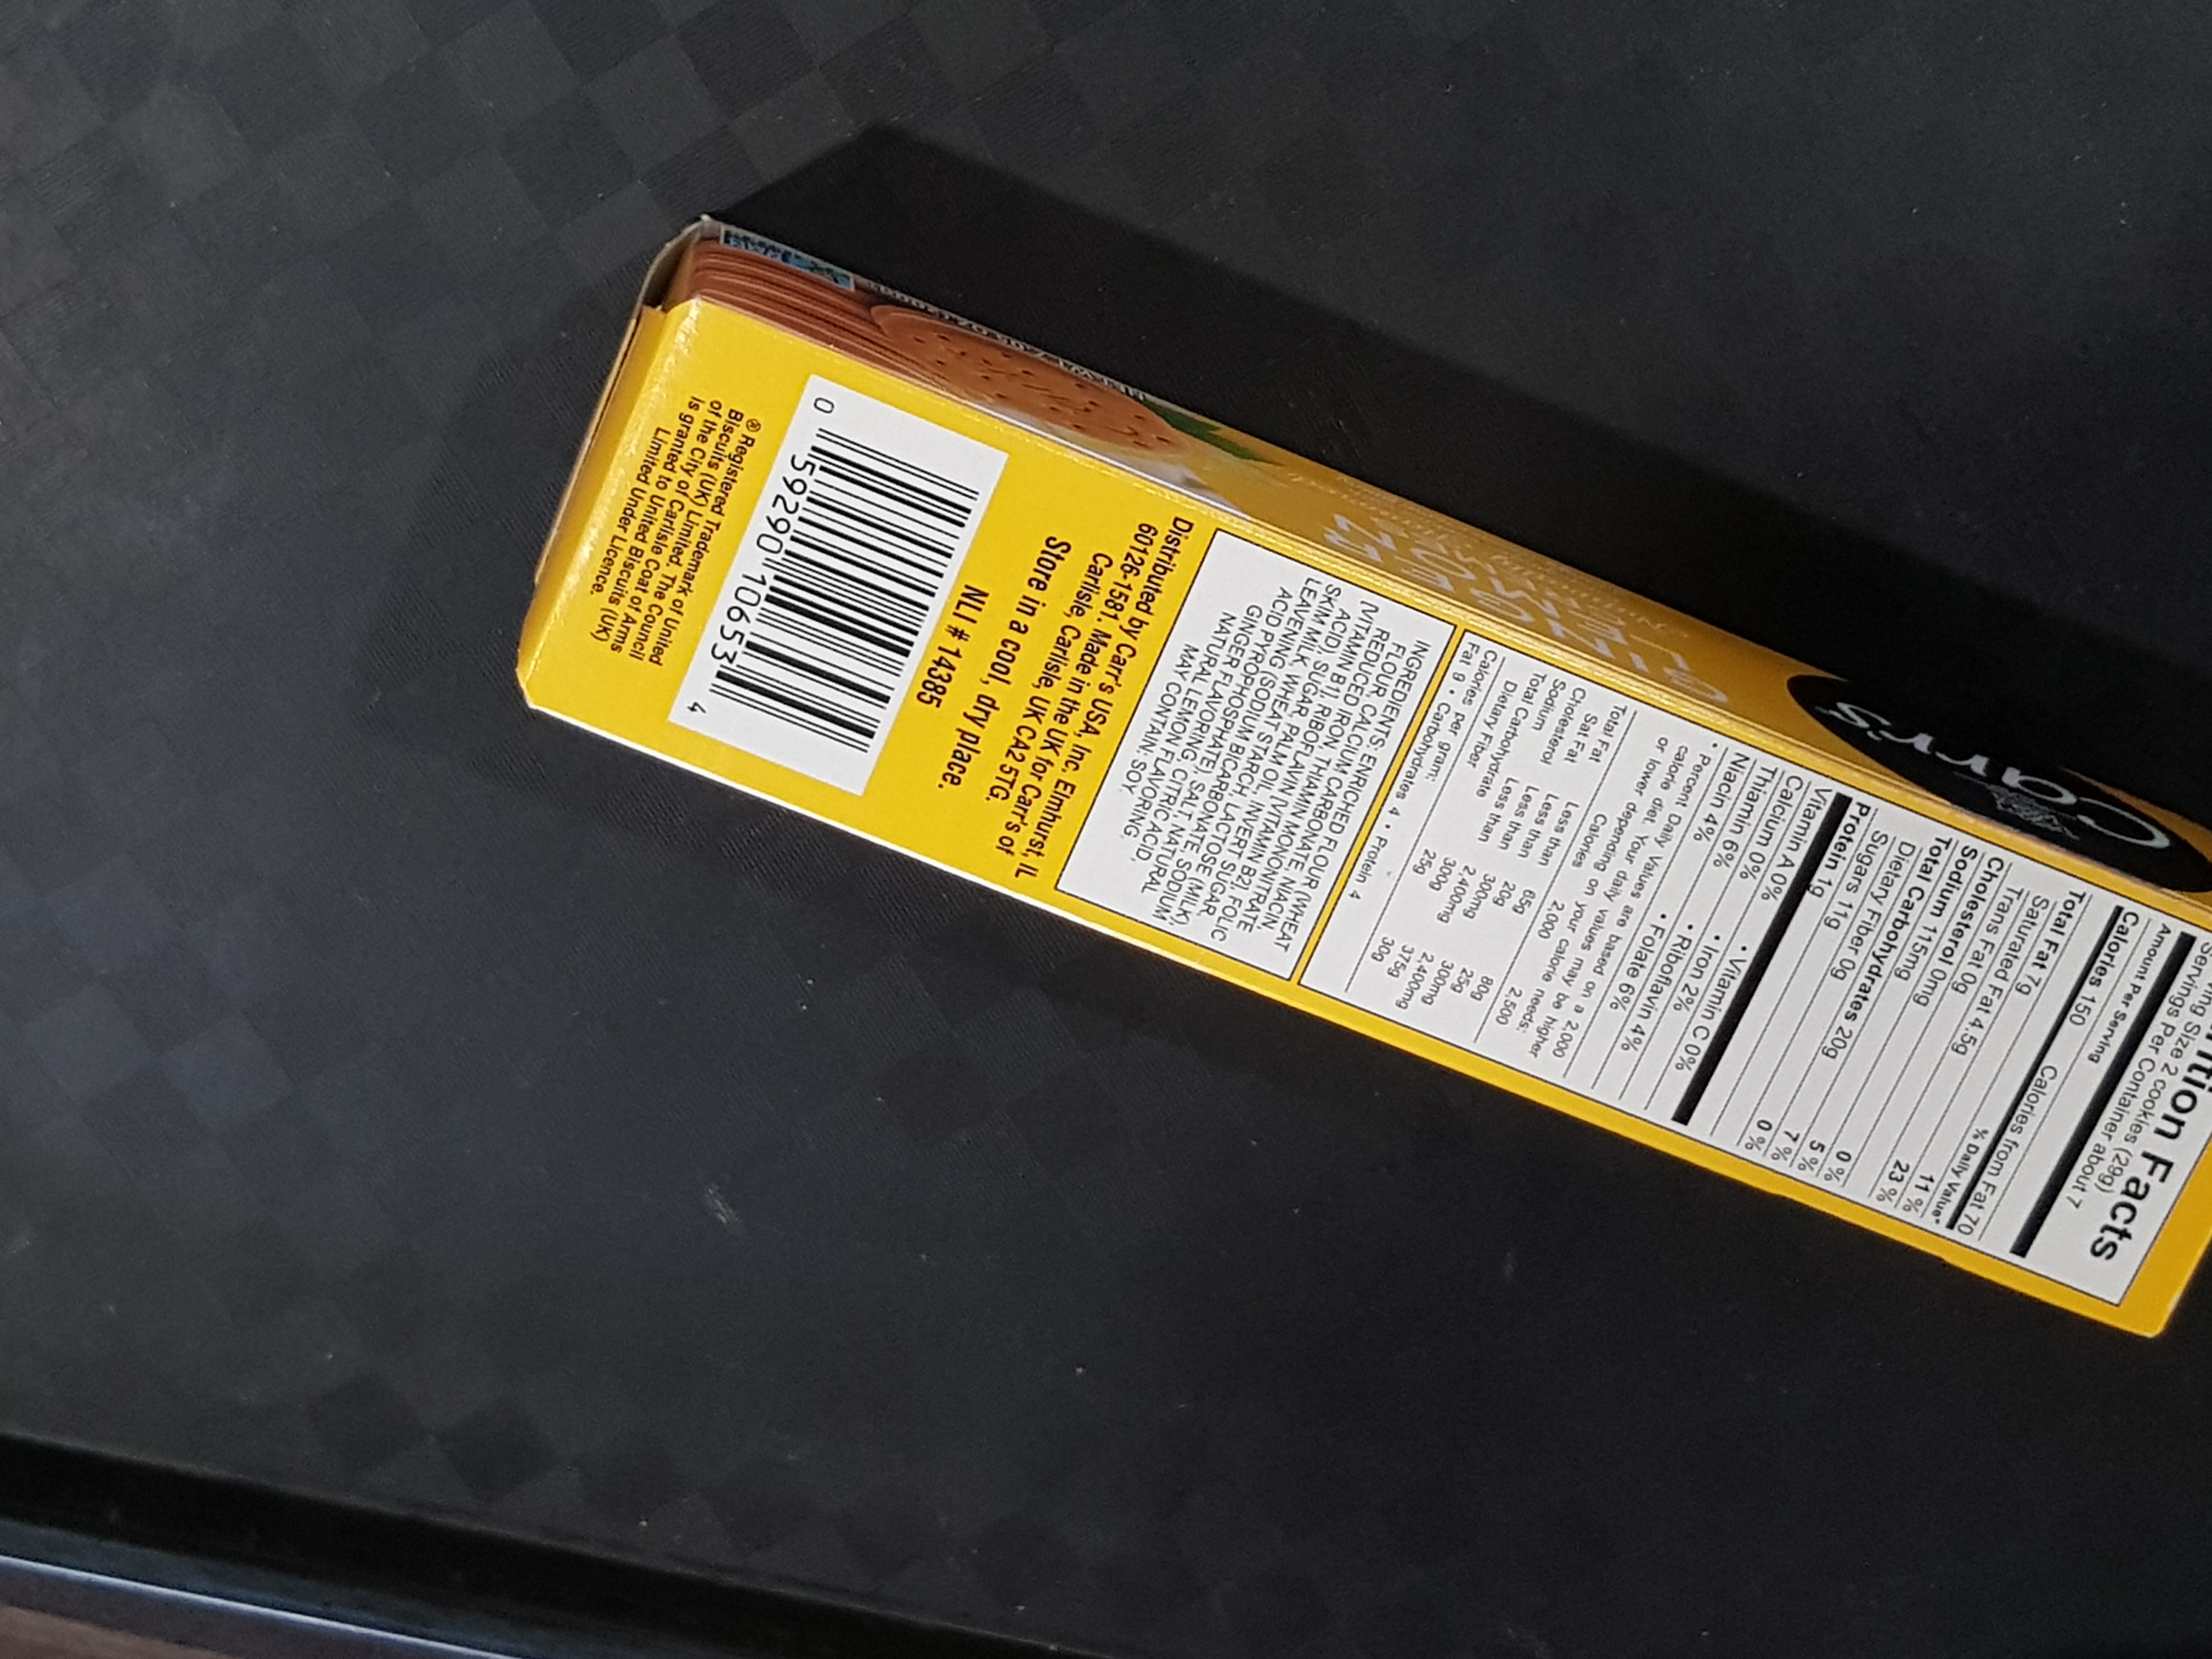 ition Facts
ving Size 2 cookies (29g)
Servings Per Container about 7
Amount Per Serving
Calories 150 Calories from Fat 70
% Daily Value*
Total Fat 7g 11 %
Saturated Fat 4.5g 23 %
Trans Fat 0g
Cholesterol 0mg 0 %
Sodium 115mg 5 %
Total Carbohydrates 20g 7 %
Dietary Fiber 0g 0 %
Sugars 11g
Protein 1g
Vitamin A 0% • Vitamin C 0%
Calcium 0% • Iron 2%
Thiamin 6% • Riboflavin 4%
Niacin 4% • Folate 6%
* Percent Daily Values are based on a 2,000
calorie diet. Your daily values may be higher
or lower depending on your calorie needs:
Calories 2,000 2,500
Total Fat Less than 65g 80g
Sat Fat Less than 20g 25g
Cholesterol Less than 300mg 300mg
Sodium Less than 2,400mg 2,400mg
Total Carbohydrate 300g 375g
Dietary Fiber 25g 30g
Calories per gram:
Fat 9 • Carbohydrates 4 • Protein 4
INGREDIENTS: ENRICHED FLOUR (WHEAT
FLOUR, CALCIUM CARBONATE, NIACIN,
REDUCED IRON, THIAMIN MONONITRATE
[VITAMIN B1], RIBOFLAVIN [VITAMIN B2], FOLIC
ACID), SUGAR, PALM OIL, INVERT SUGAR,
SKIM MILK, WHEAT STARCH, LACTOSE (MILK),
LEAVENING (SODIUM BICARBONATE, SODIUM
ACID PYROPHOSPHATE), SALT, NATURAL
GINGER FLAVORING, CITRIC ACID,
NATURAL LEMON FLAVORING.
MAY CONTAIN: SOY.
Distributed by Carr's USA, Inc. Elmhurst, IL
60126-1581. Made in the UK for Carr's of
Carlisle, Carlisle, UK CA2 5TG.
Store in a cool, dry place.
NLI # 14385
0 59290 10653 4
® Registered Trademark of United
Biscuits (UK) Limited. The Council
of the City of Carlisle Coat of Arms
is granted to United Biscuits (UK)
Limited Under Licence.
Carr's
GINGER
LEMON